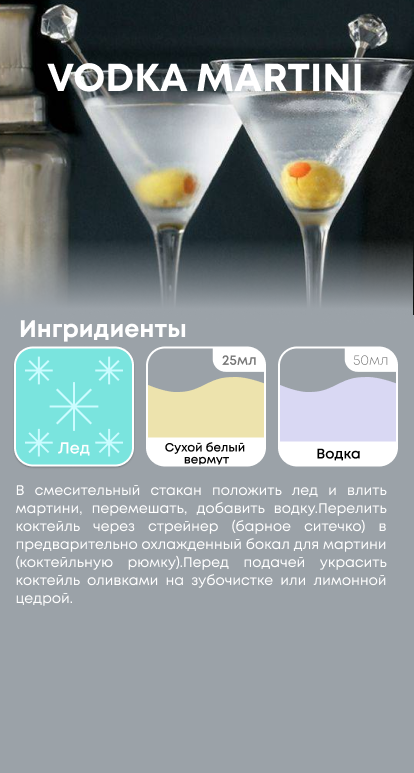 VODKA MARTINI
Ингридиенты
25мл
50мл
Лед
Сухой белый
вермут
Водка
В смесительный стакан положить лед и влить
мартини, перемешать, добавить водку.Перелить
коктейль через стрейнер (барное ситечко) в
предварительно охлажденный бокал для мартини
(коктейльную рюмку).Перед подачей украсить
коктейль оливками на зубочистке или лимонной
цедрой.